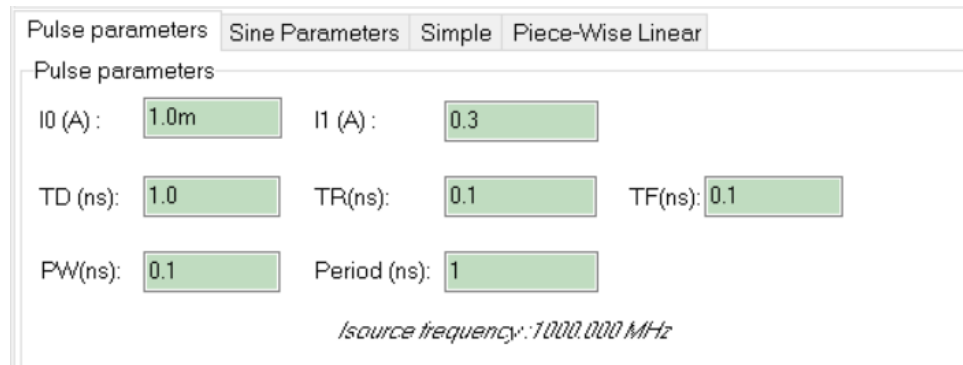 Pulse parameters Sine Parameters Simple Piece-Wise Linear
Pulse parameters
I0 (A) : 1.0m I1 (A) : 0.3
TD (ns): 1.0 TR(ns): 0.1 TF(ns): 0.1
PW(ns): 0.1 Period (ns): 1
Isource frequency :1000.000 MHz